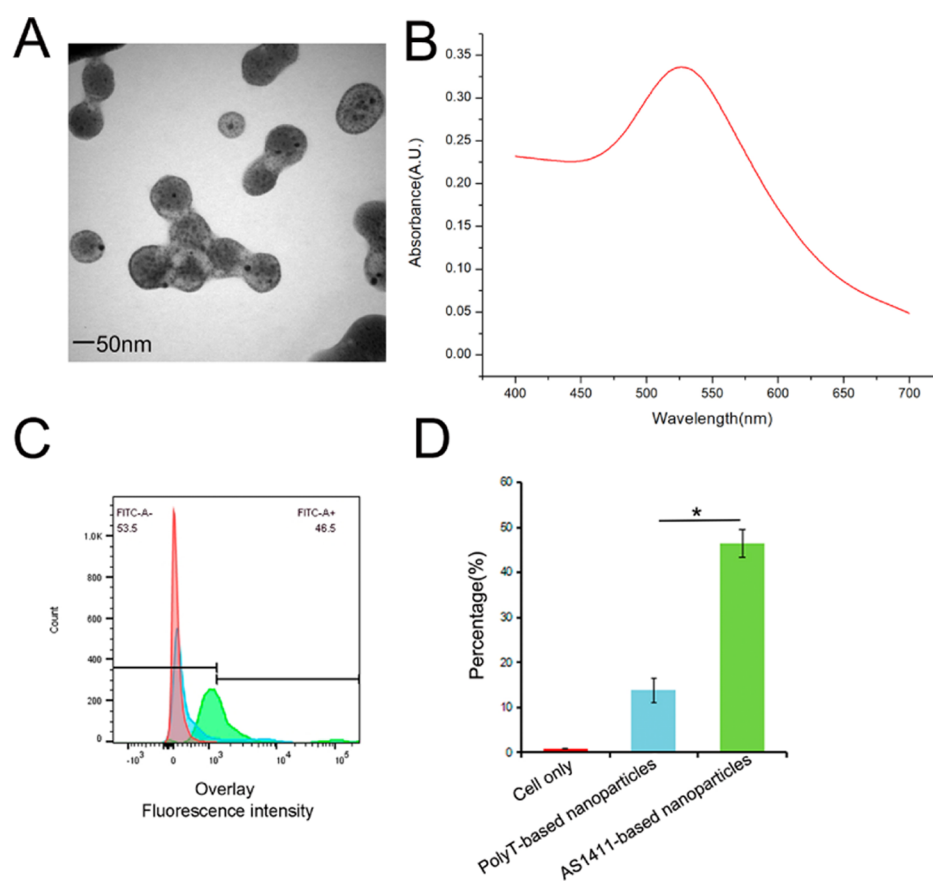 A
50nm
B
0.35
0.30
0.25
0.20
0.15
0.10
0.05
0.00
Absorbance(A.U.)
400 450 500 550 600 650 700
Wavelength(nm)
C
FITC-A- FITC-A+
53.5 46.5
1.0K
800
600
400
200
0
Count
-10³ 0 10³ 10⁴ 10⁵
Overlay
Fluorescence intensity
D
60
50
40
30
20
10
0
Percentage(%)
*
Cell only
PolyT-based nanoparticles
AS1411-based nanoparticles